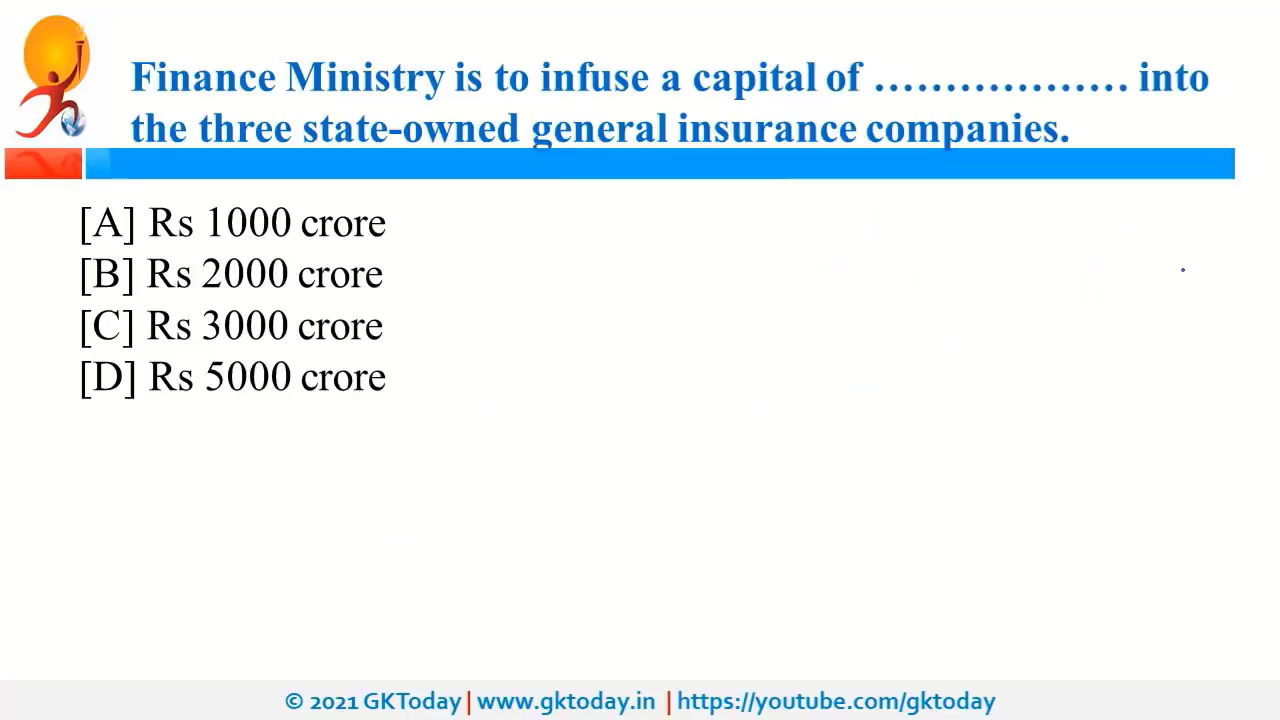 Finance Ministry is to infuse a capital of ……………… into
the three state-owned general insurance companies.
[A] Rs 1000 crore
[B] Rs 2000 crore
[C] Rs 3000 crore
[D] Rs 5000 crore
© 2021 GKToday | www.gktoday.in | https://youtube.com/gktoday